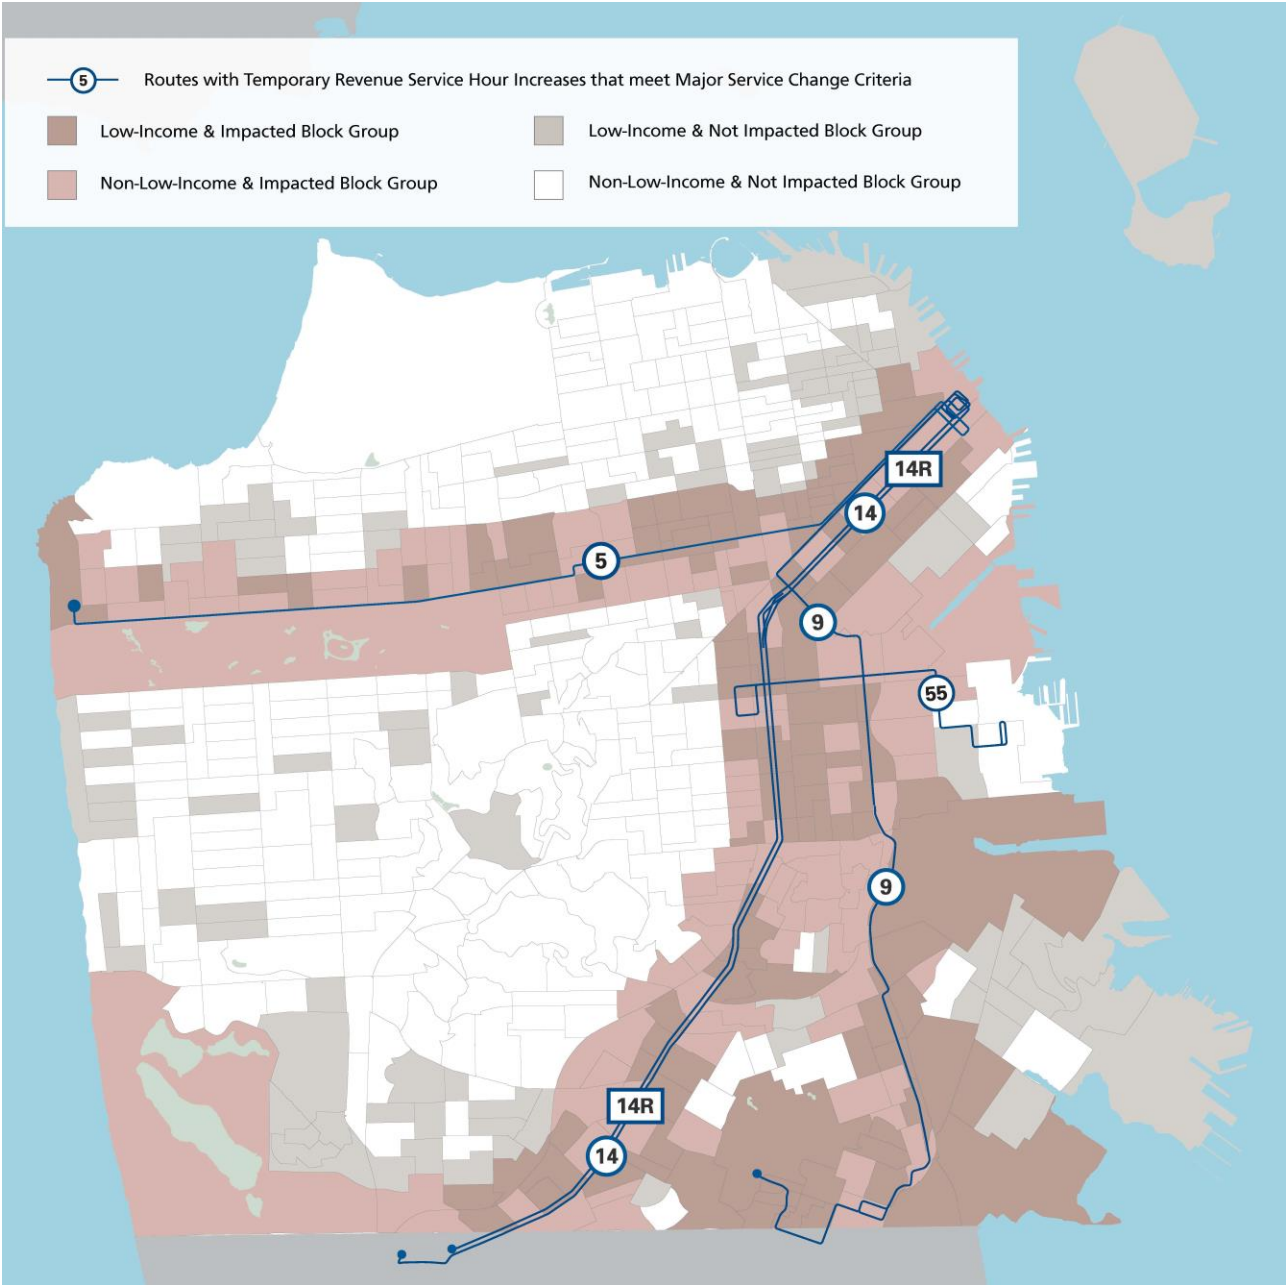 5 Routes with Temporary Revenue Service Hour Increases that meet Major Service Change Criteria
Low-Income & Impacted Block Group
Low-Income & Not Impacted Block Group
Non-Low-Income & Impacted Block Group
Non-Low-Income & Not Impacted Block Group
14R
14
5
9
55
9
14R
14